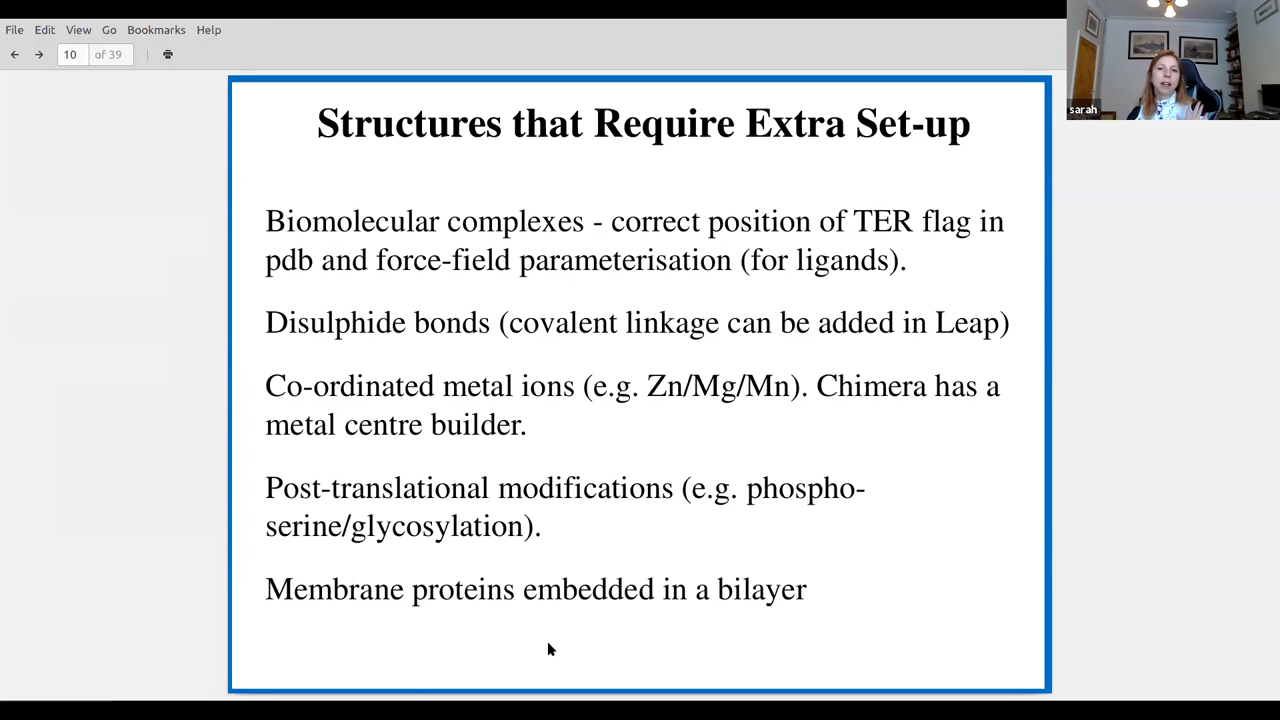 File Edit View Go Bookmarks Help
10 of 39
sarah
Structures that Require Extra Set-up
Biomolecular complexes - correct position of TER flag in
pdb and force-field parameterisation (for ligands).
Disulphide bonds (covalent linkage can be added in Leap)
Co-ordinated metal ions (e.g. Zn/Mg/Mn). Chimera has a
metal centre builder.
Post-translational modifications (e.g. phospho-
serine/glycosylation).
Membrane proteins embedded in a bilayer